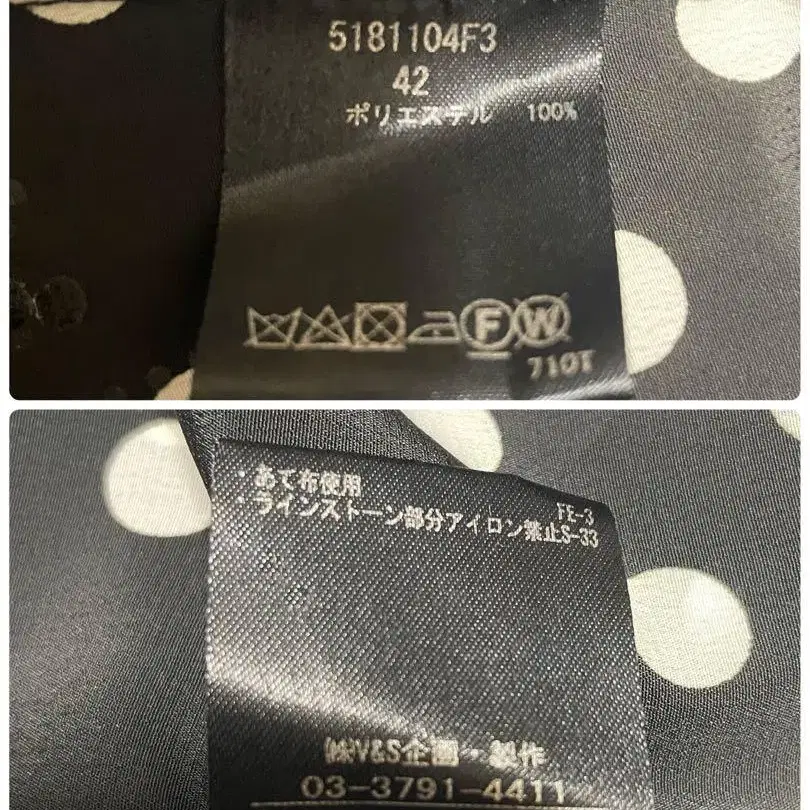 5181104F3
42
ポリエステル 100%
F W
710T
・あて布使用 FE-3
・ラインストーン部分アイロン禁止S-33
㈱V&S企画・製作
03-3791-4411